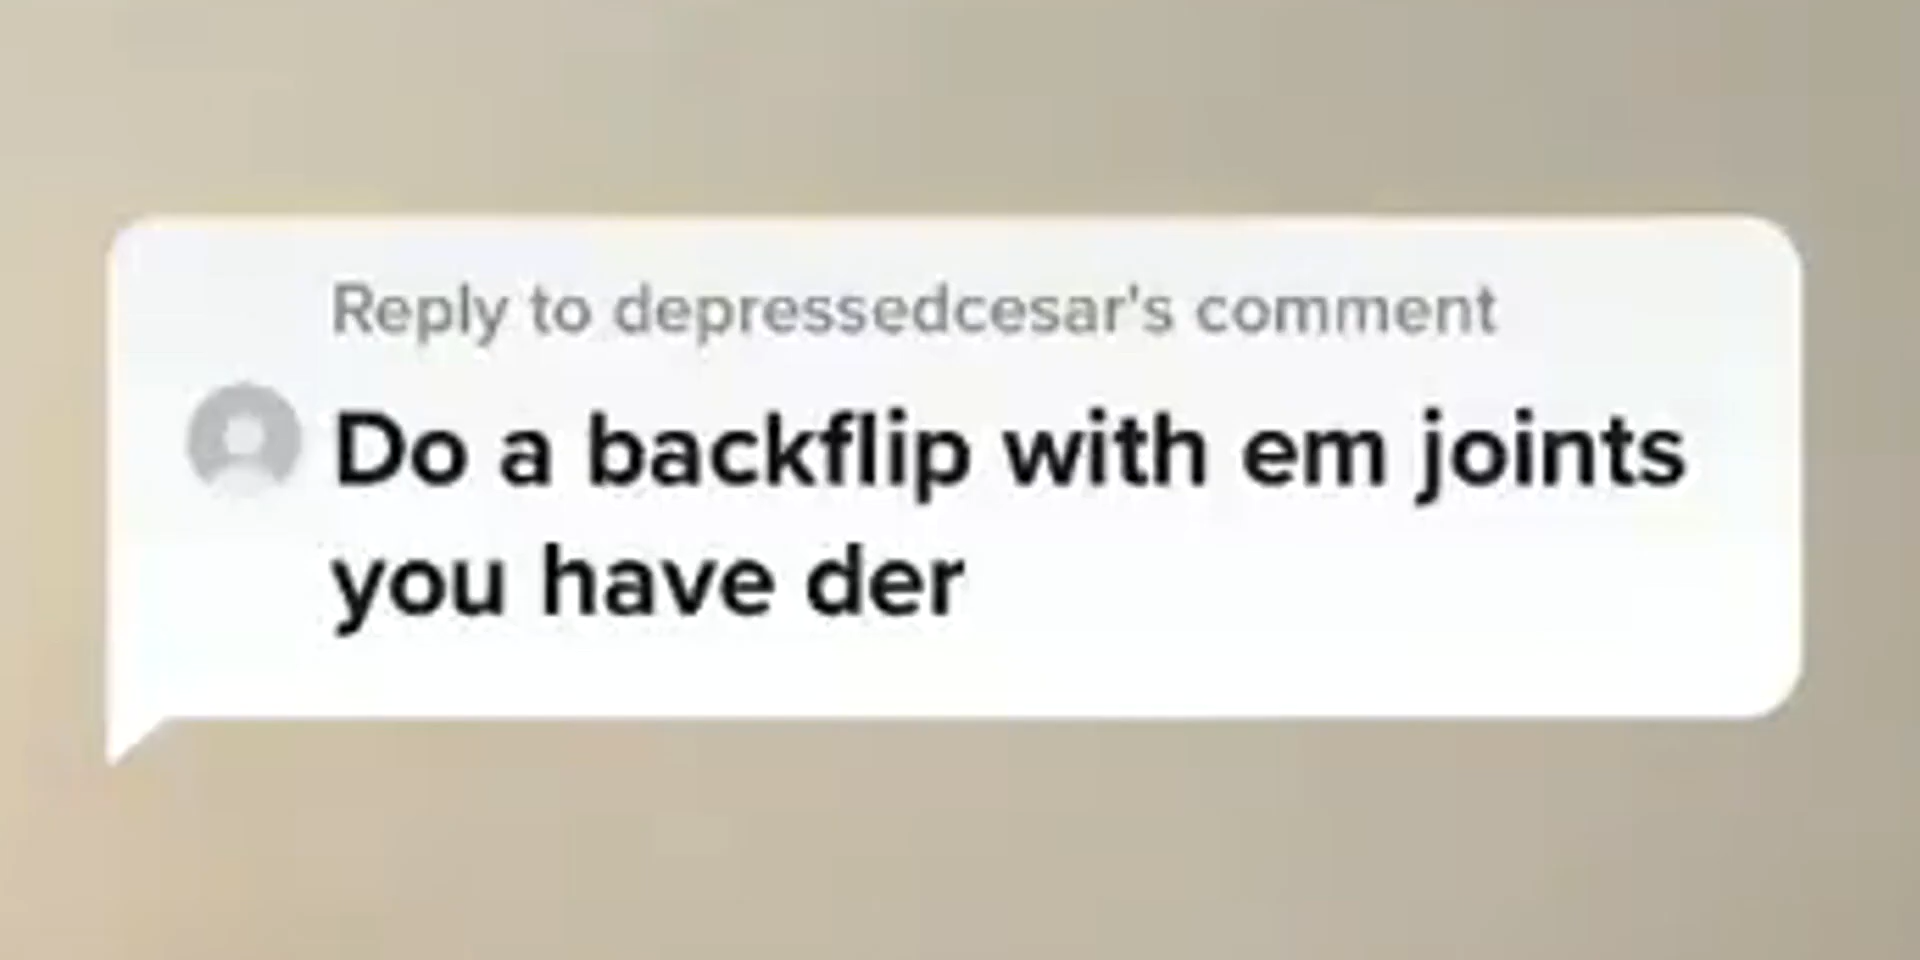 Reply to depressedcesar's comment
Do a backflip with em joints
you have der